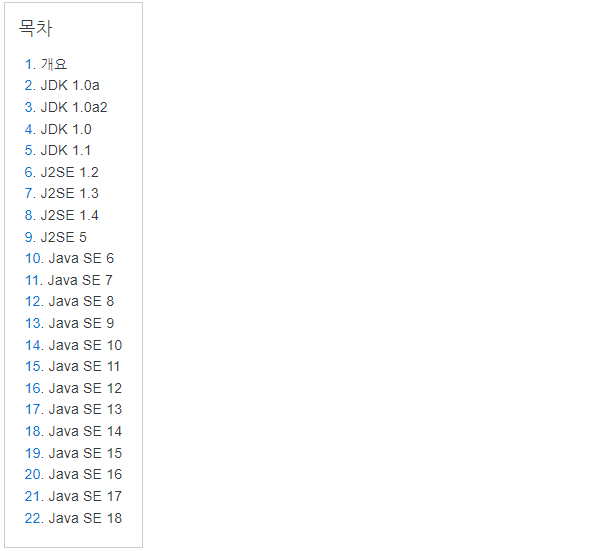 목차
1. 개요
2. JDK 1.0a
3. JDK 1.0a2
4. JDK 1.0
5. JDK 1.1
6. J2SE 1.2
7. J2SE 1.3
8. J2SE 1.4
9. J2SE 5
10. Java SE 6
11. Java SE 7
12. Java SE 8
13. Java SE 9
14. Java SE 10
15. Java SE 11
16. Java SE 12
17. Java SE 13
18. Java SE 14
19. Java SE 15
20. Java SE 16
21. Java SE 17
22. Java SE 18